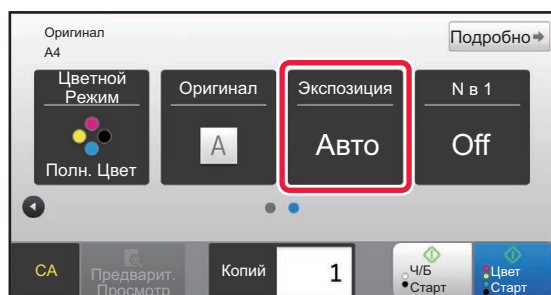 Оригинал
A4
Подробно
Цветной
Режим
Полн. Цвет
Оригинал
A
Экспозиция
Авто
N в 1
Off
CA
Предварит.
Просмотр
Копий
1
Ч/Б
Старт
Цвет
Старт